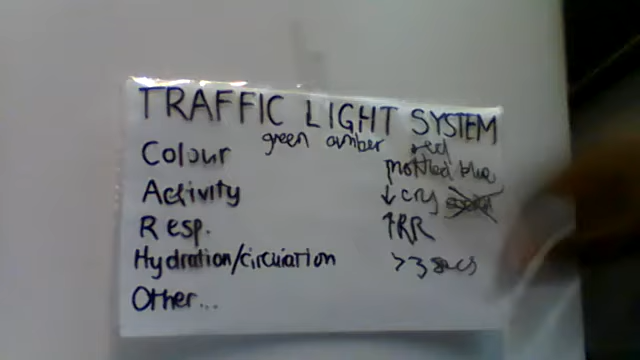 TRAFFIC LIGHT SYSTEM
green amber red
Colour mottled blue
Activity ↓ cry
Resp. ↑RR
Hydration/circulation >3 secs
Other...